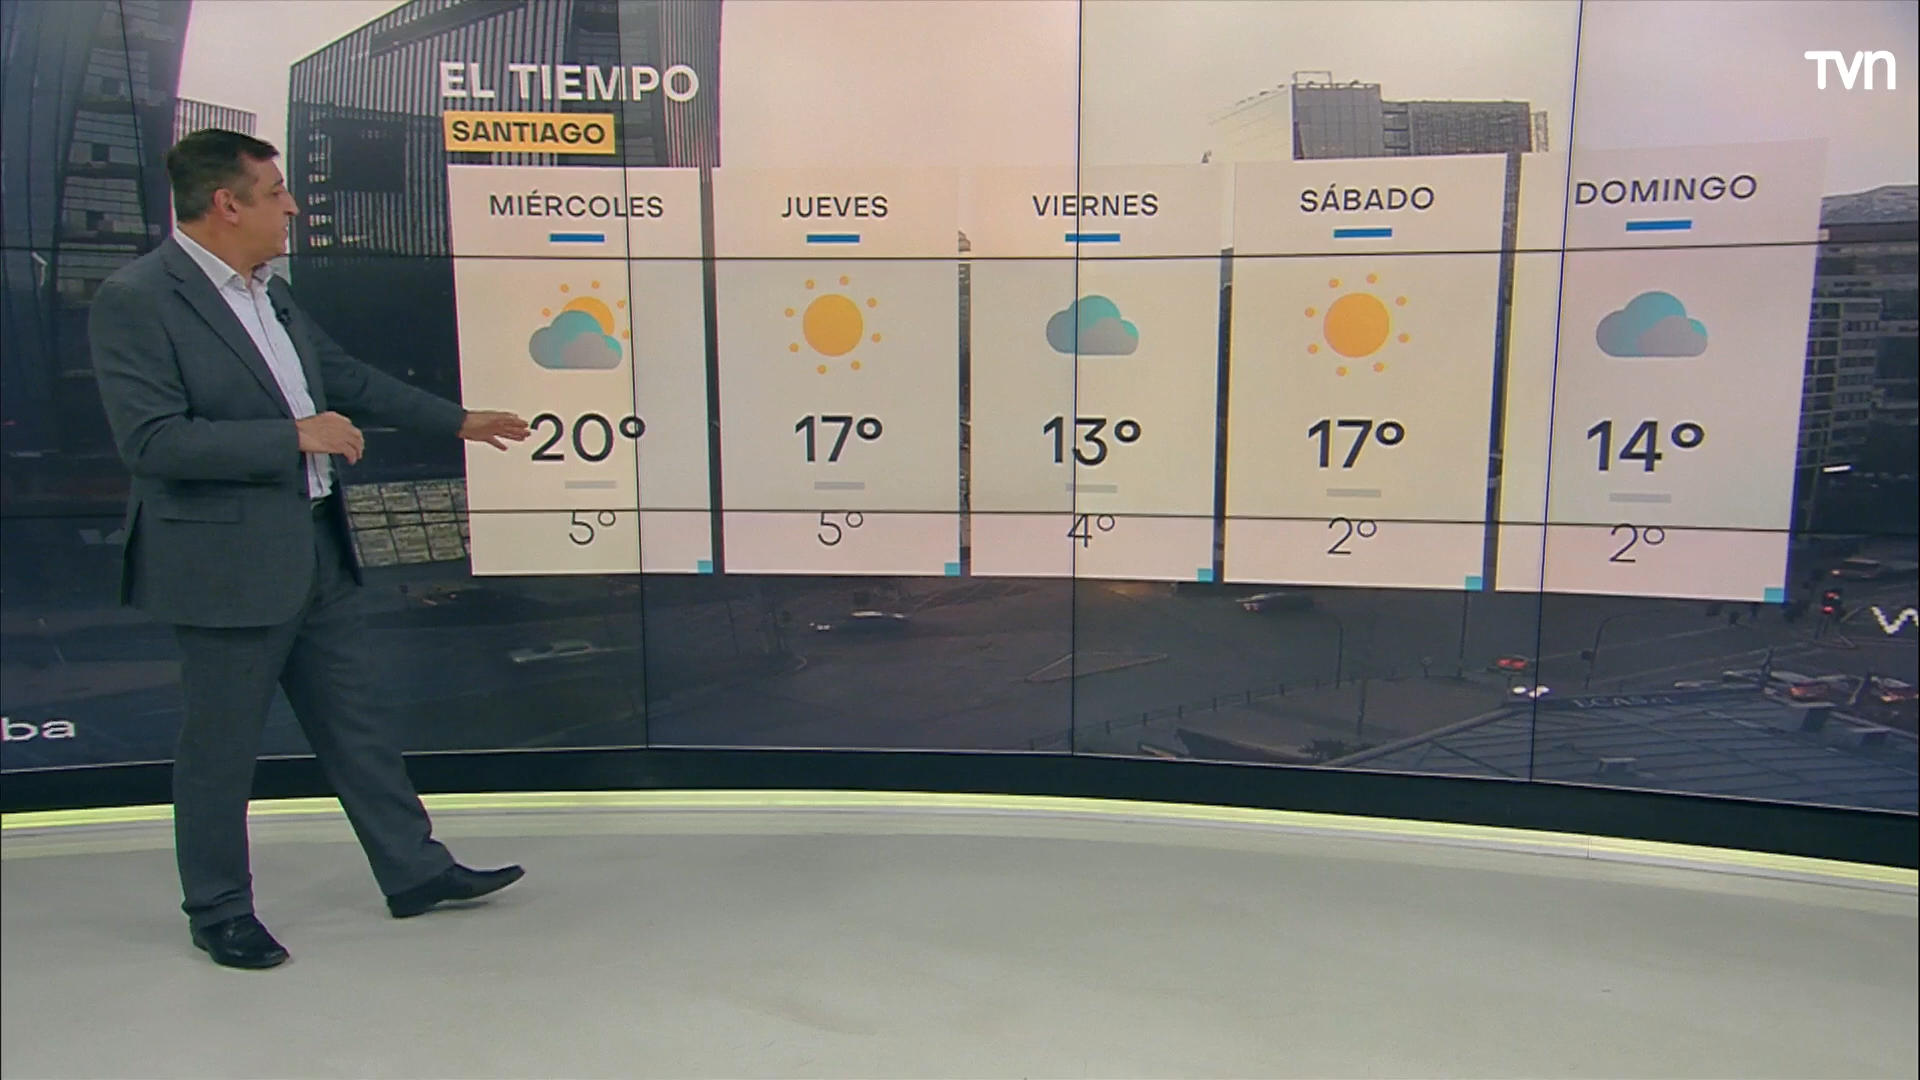 TVN
EL TIEMPO
SANTIAGO
MIÉRCOLES
JUEVES
VIERNES
SÁBADO
DOMINGO
20°
17°
13°
17°
14°
5°
5°
4°
2°
2°
ba